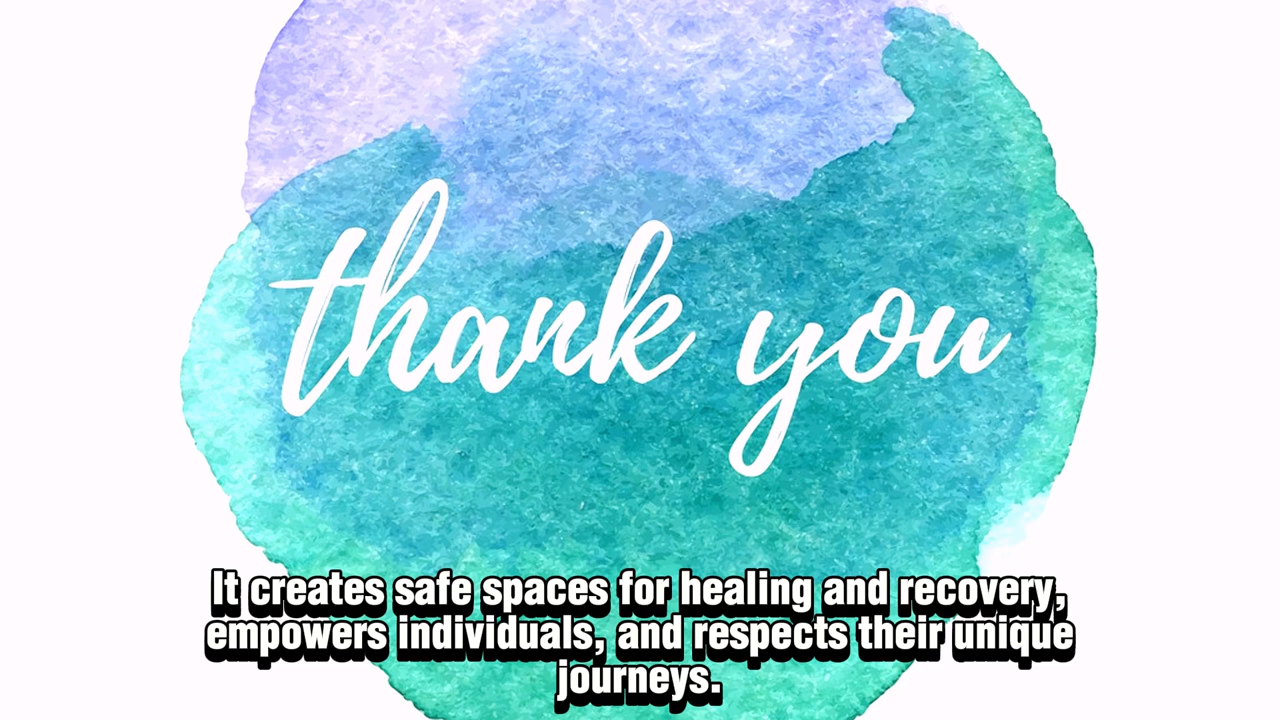 thank you
It creates safe spaces for healing and recovery,
empowers individuals, and respects their unique
journeys.